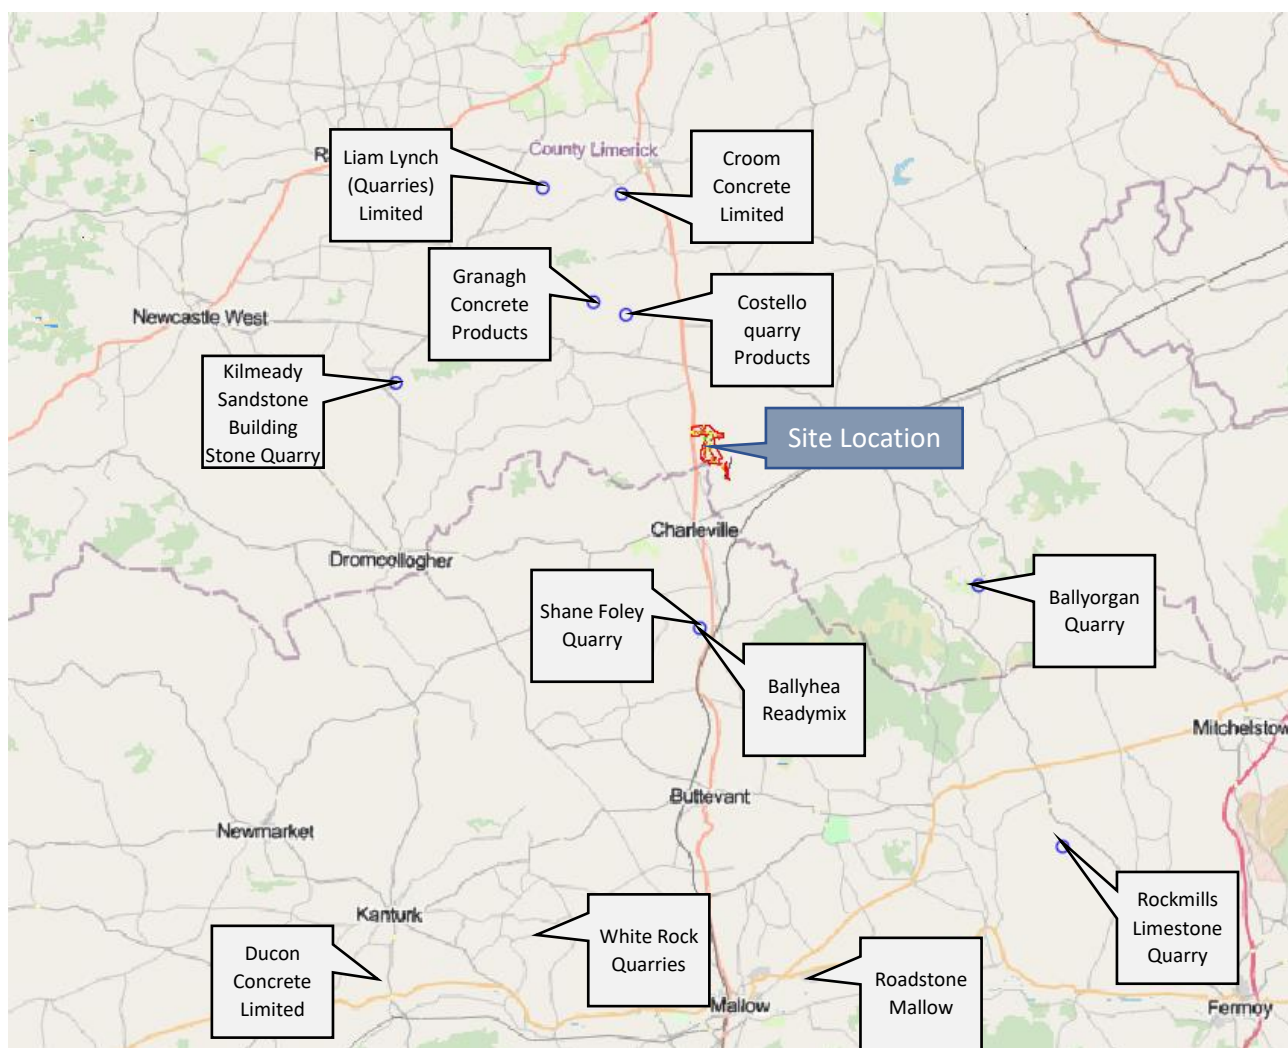 County Limerick
R
Liam Lynch
(Quarries)
Limited
Croom
Concrete
Limited
Granagh
Concrete
Products
Costello
quarry
Products
Newcastle West
Kilmeady
Sandstone
Building
Stone Quarry
Site Location
Charleville
Dromcollogher
Shane Foley
Quarry
Ballyorgan
Quarry
Ballyhea
Readymix
Mitchelstow
Buttevant
Newmarket
Kanturk
Rockmills
Limestone
Quarry
White Rock
Quarries
Ducon
Concrete
Limited
Roadstone
Mallow
Mallow
Fermoy